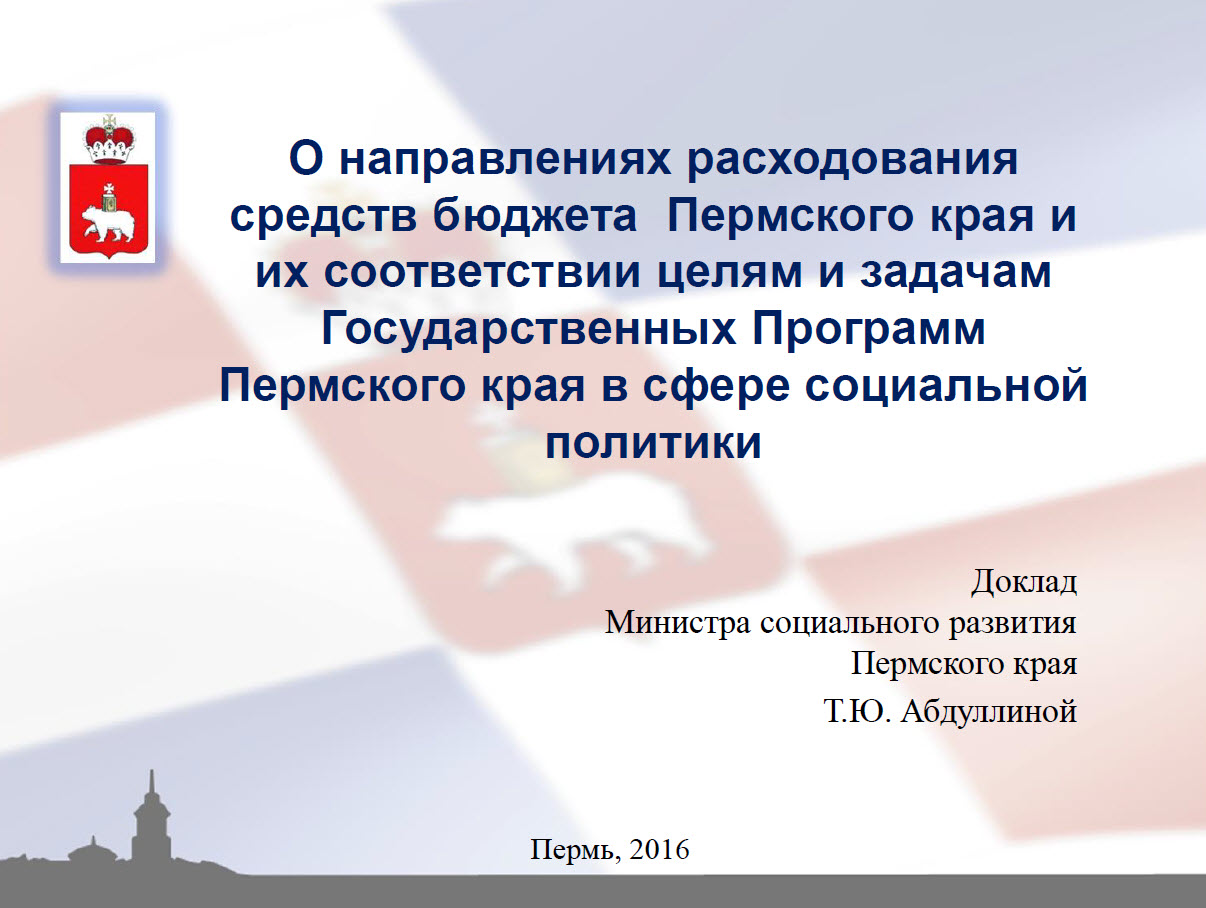 О направлениях расходования
средств бюджета  Пермского края и
их соответствии целям и задачам
Государственных Программ
Пермского края в сфере социальной
политики
Доклад
Министра социального развития
Пермского края
Т.Ю. Абдуллиной
Пермь, 2016